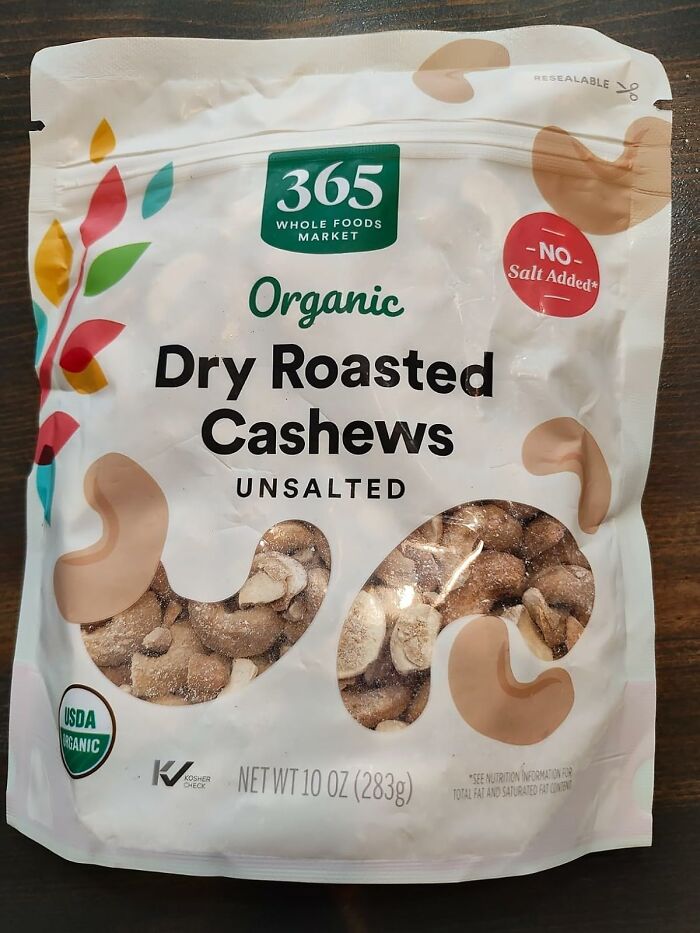 RESEALABLE
365
WHOLE FOODS
MARKET
- NO -
Salt Added*
Organic
Dry Roasted
Cashews
UNSALTED
USDA
ORGANIC
KOSHER
CHECK
NET WT 10 OZ (283g)
*SEE NUTRITION INFORMATION FOR
TOTAL FAT AND SATURATED FAT CONTENT